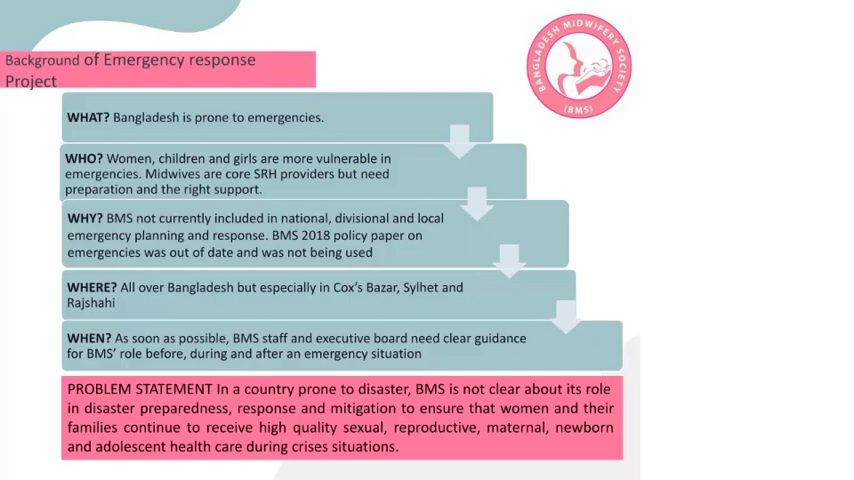 Background of Emergency response
Project
BANGLADESH MIDWIFERY SOCIETY
(BMS)
WHAT? Bangladesh is prone to emergencies.
WHO? Women, children and girls are more vulnerable in
emergencies. Midwives are core SRH providers but need
preparation and the right support.
WHY? BMS not currently included in national, divisional and local
emergency planning and response. BMS 2018 policy paper on
emergencies was out of date and was not being used
WHERE? All over Bangladesh but especially in Cox's Bazar, Sylhet and
Rajshahi
WHEN? As soon as possible, BMS staff and executive board need clear guidance
for BMS' role before, during and after an emergency situation
PROBLEM STATEMENT In a country prone to disaster, BMS is not clear about its role
in disaster preparedness, response and mitigation to ensure that women and their
families continue to receive high quality sexual, reproductive, maternal, newborn
and adolescent health care during crises situations.